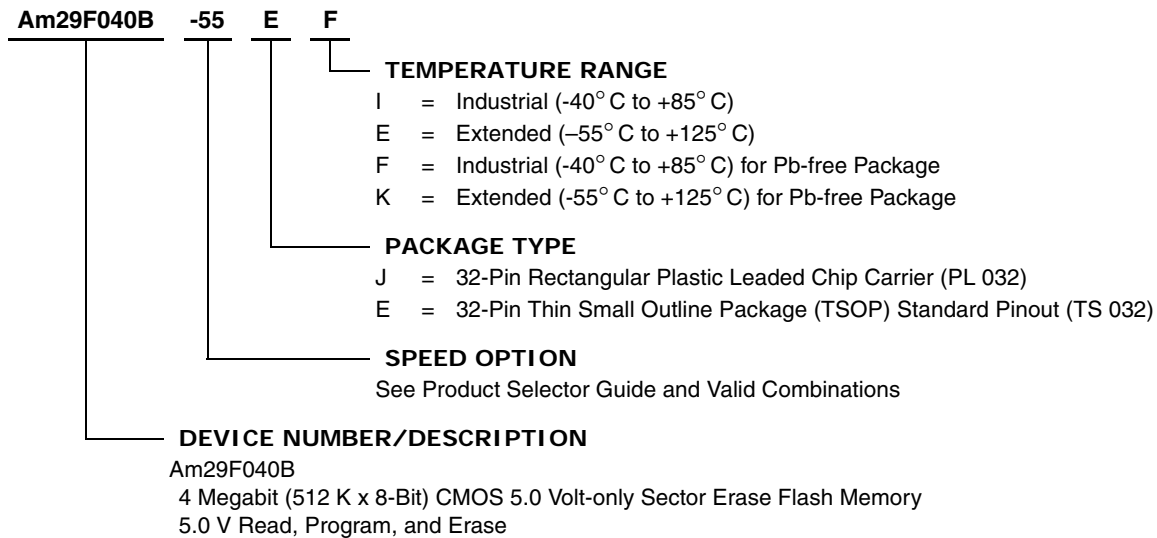 Am29F040B -55 E F
TEMPERATURE RANGE
I = Industrial (-40° C to +85° C)
E = Extended (–55° C to +125° C)
F = Industrial (-40° C to +85° C) for Pb-free Package
K = Extended (-55° C to +125° C) for Pb-free Package
PACKAGE TYPE
J = 32-Pin Rectangular Plastic Leaded Chip Carrier (PL 032)
E = 32-Pin Thin Small Outline Package (TSOP) Standard Pinout (TS 032)
SPEED OPTION
See Product Selector Guide and Valid Combinations
DEVICE NUMBER/DESCRIPTION
Am29F040B
4 Megabit (512 K x 8-Bit) CMOS 5.0 Volt-only Sector Erase Flash Memory
5.0 V Read, Program, and Erase